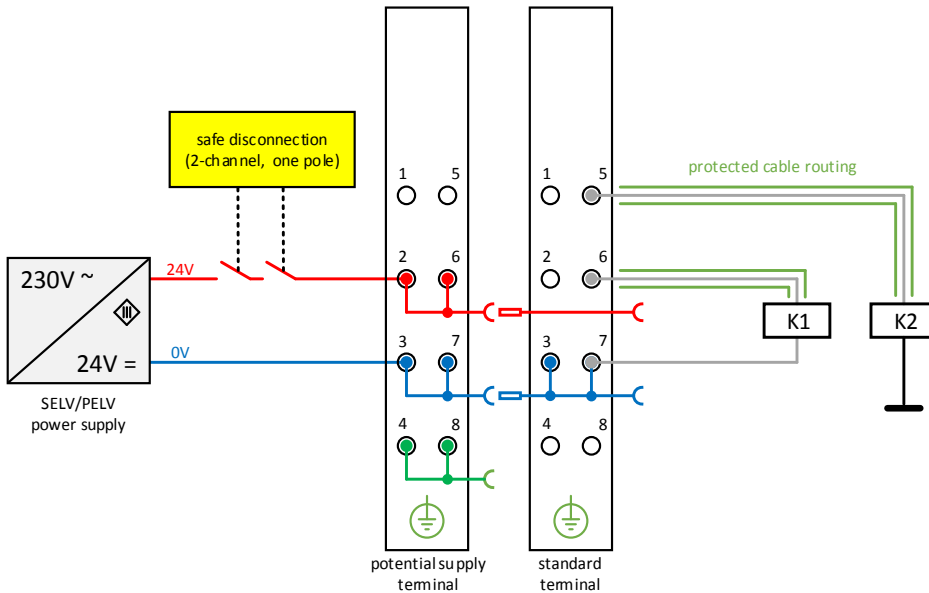 safe disconnection
(2-channel, one pole)
230V ~
III
24V =
SELV/PELV
power supply
24V
0V
1 5
2 6
3 7
4 8
potential supply
terminal
1 5
2 6
3 7
4 8
standard
terminal
protected cable routing
K1
K2